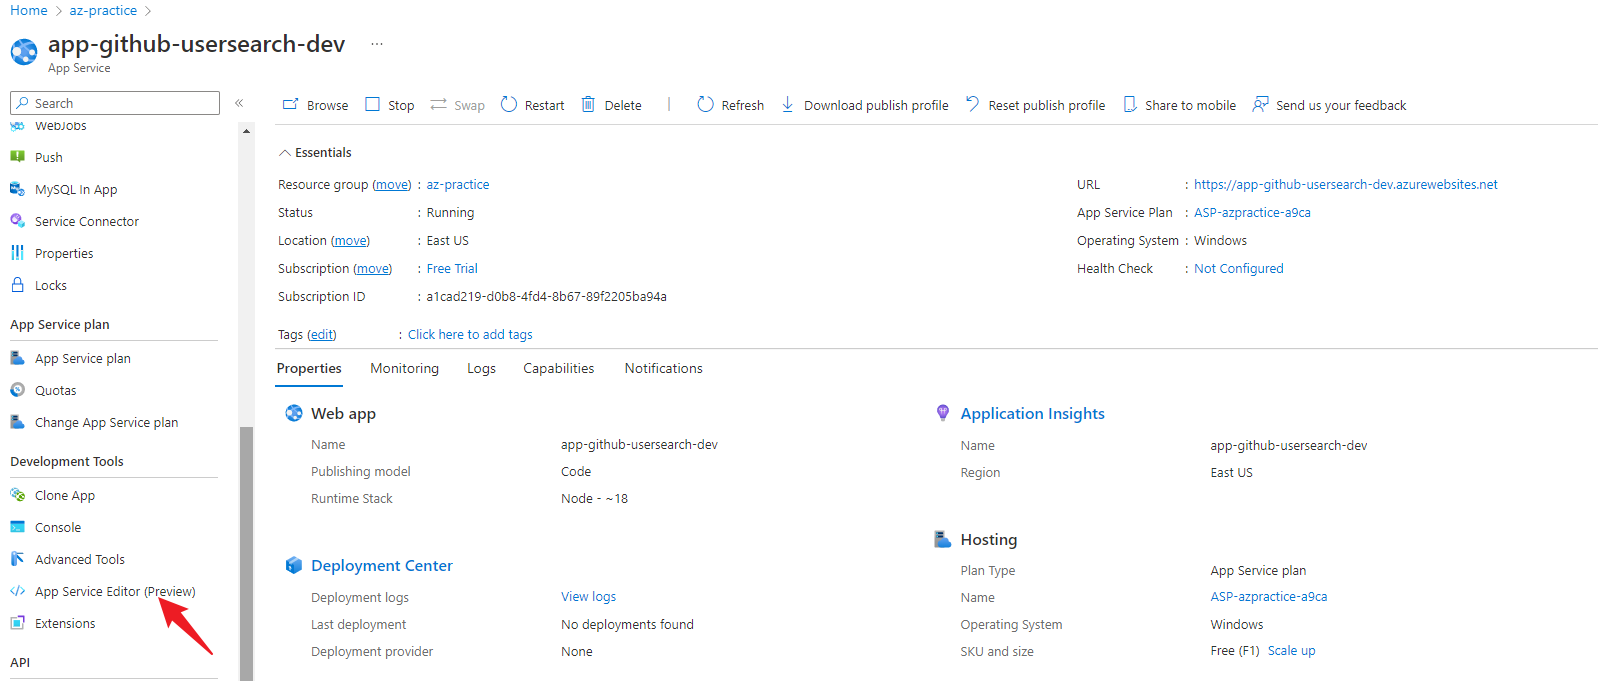 Home > az-practice >
app-github-usersearch-dev ...
App Service
Search «
WebJobs
Push
MySQL In App
Service Connector
Properties
Locks
App Service plan
App Service plan
Quotas
Change App Service plan
Development Tools
Clone App
Console
Advanced Tools
App Service Editor (Preview)
Extensions
API
Browse Stop Swap Restart Delete | Refresh Download publish profile Reset publish profile Share to mobile Send us your feedback
Essentials
Resource group (move) : az-practice
Status : Running
Location (move) : East US
Subscription (move) : Free Trial
Subscription ID : a1cad219-d0b8-4fd4-8b67-89f2205ba94a
URL : https://app-github-usersearch-dev.azurewebsites.net
App Service Plan : ASP-azpractice-a9ca
Operating System : Windows
Health Check : Not Configured
Tags (edit) : Click here to add tags
Properties Monitoring Logs Capabilities Notifications
Web app
Name app-github-usersearch-dev
Publishing model Code
Runtime Stack Node - ~18
Deployment Center
Deployment logs View logs
Last deployment No deployments found
Deployment provider None
Application Insights
Name app-github-usersearch-dev
Region East US
Hosting
Plan Type App Service plan
Name ASP-azpractice-a9ca
Operating System Windows
SKU and size Free (F1) Scale up